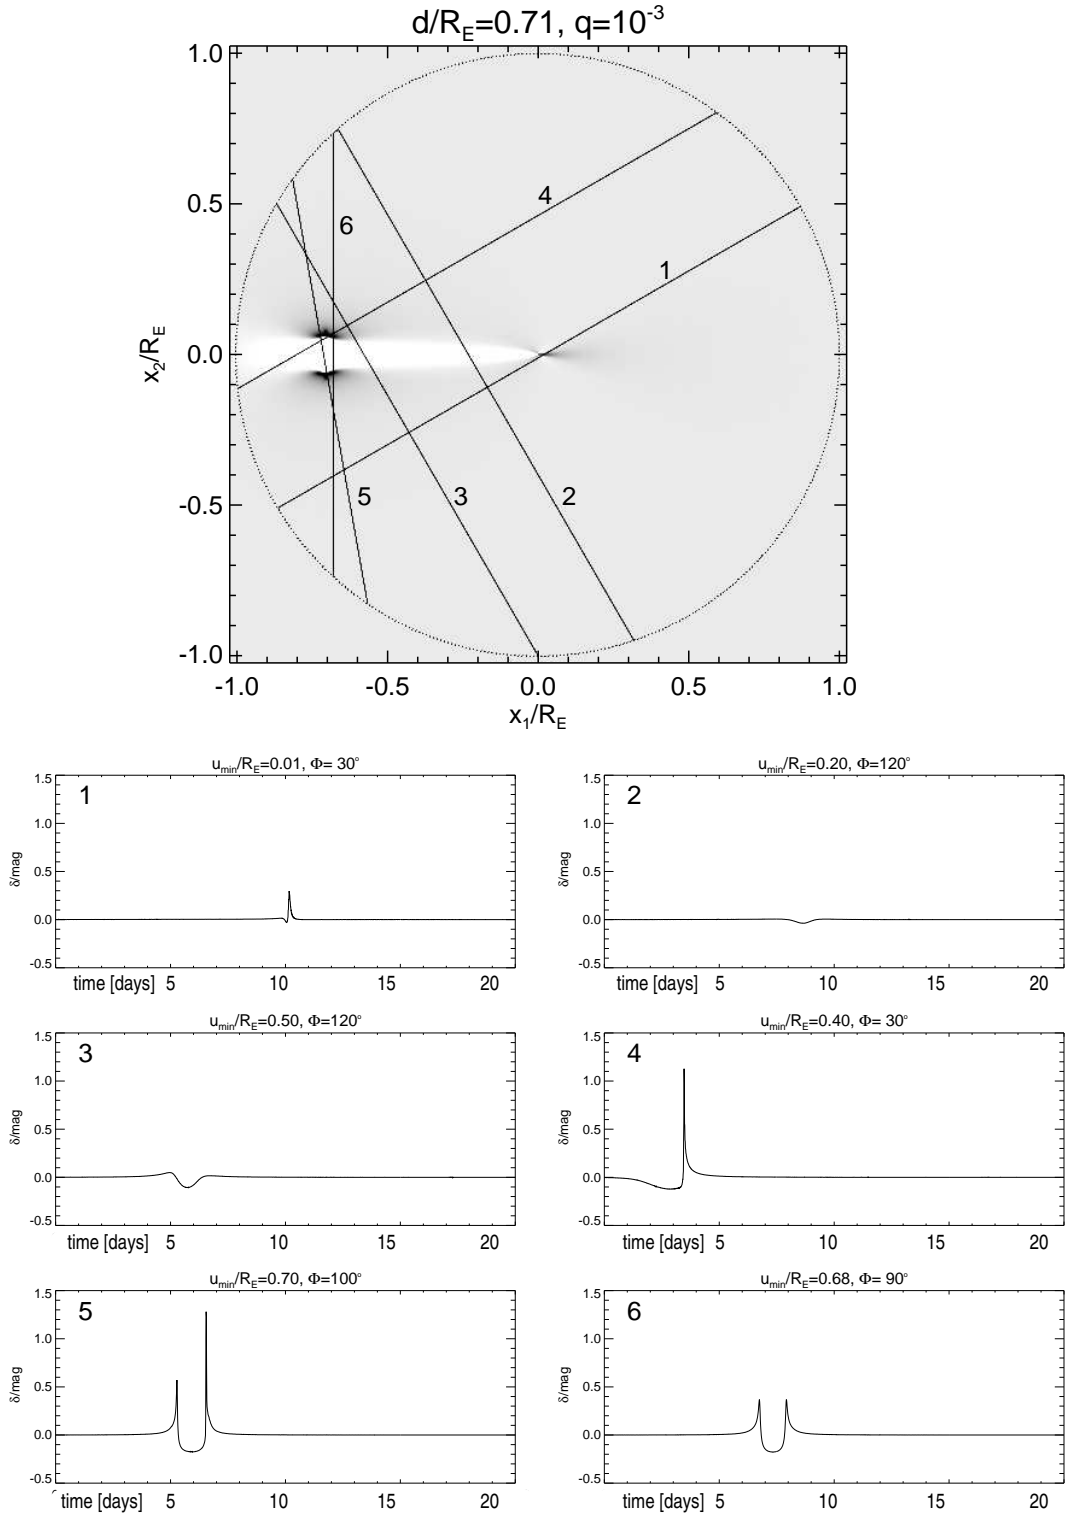 d/R_E=0.71, q=10^-3
1.0
0.5
0.0
-0.5
-1.0
x_2/R_E
4
6
1
5
3
2
-1.0 -0.5 0.0 0.5 1.0
x_1/R_E
u_min/R_E=0.01, Φ= 30°
1
1.5
1.0
0.5
0.0
-0.5
δ/mag
time [days] 5 10 15 20
u_min/R_E=0.20, Φ=120°
2
1.5
1.0
0.5
0.0
-0.5
δ/mag
time [days] 5 10 15 20
u_min/R_E=0.50, Φ=120°
3
1.5
1.0
0.5
0.0
-0.5
δ/mag
time [days] 5 10 15 20
u_min/R_E=0.40, Φ= 30°
4
1.5
1.0
0.5
0.0
-0.5
δ/mag
time [days] 5 10 15 20
u_min/R_E=0.70, Φ=100°
5
1.5
1.0
0.5
0.0
-0.5
δ/mag
time [days] 5 10 15 20
u_min/R_E=0.68, Φ= 90°
6
1.5
1.0
0.5
0.0
-0.5
δ/mag
time [days] 5 10 15 20